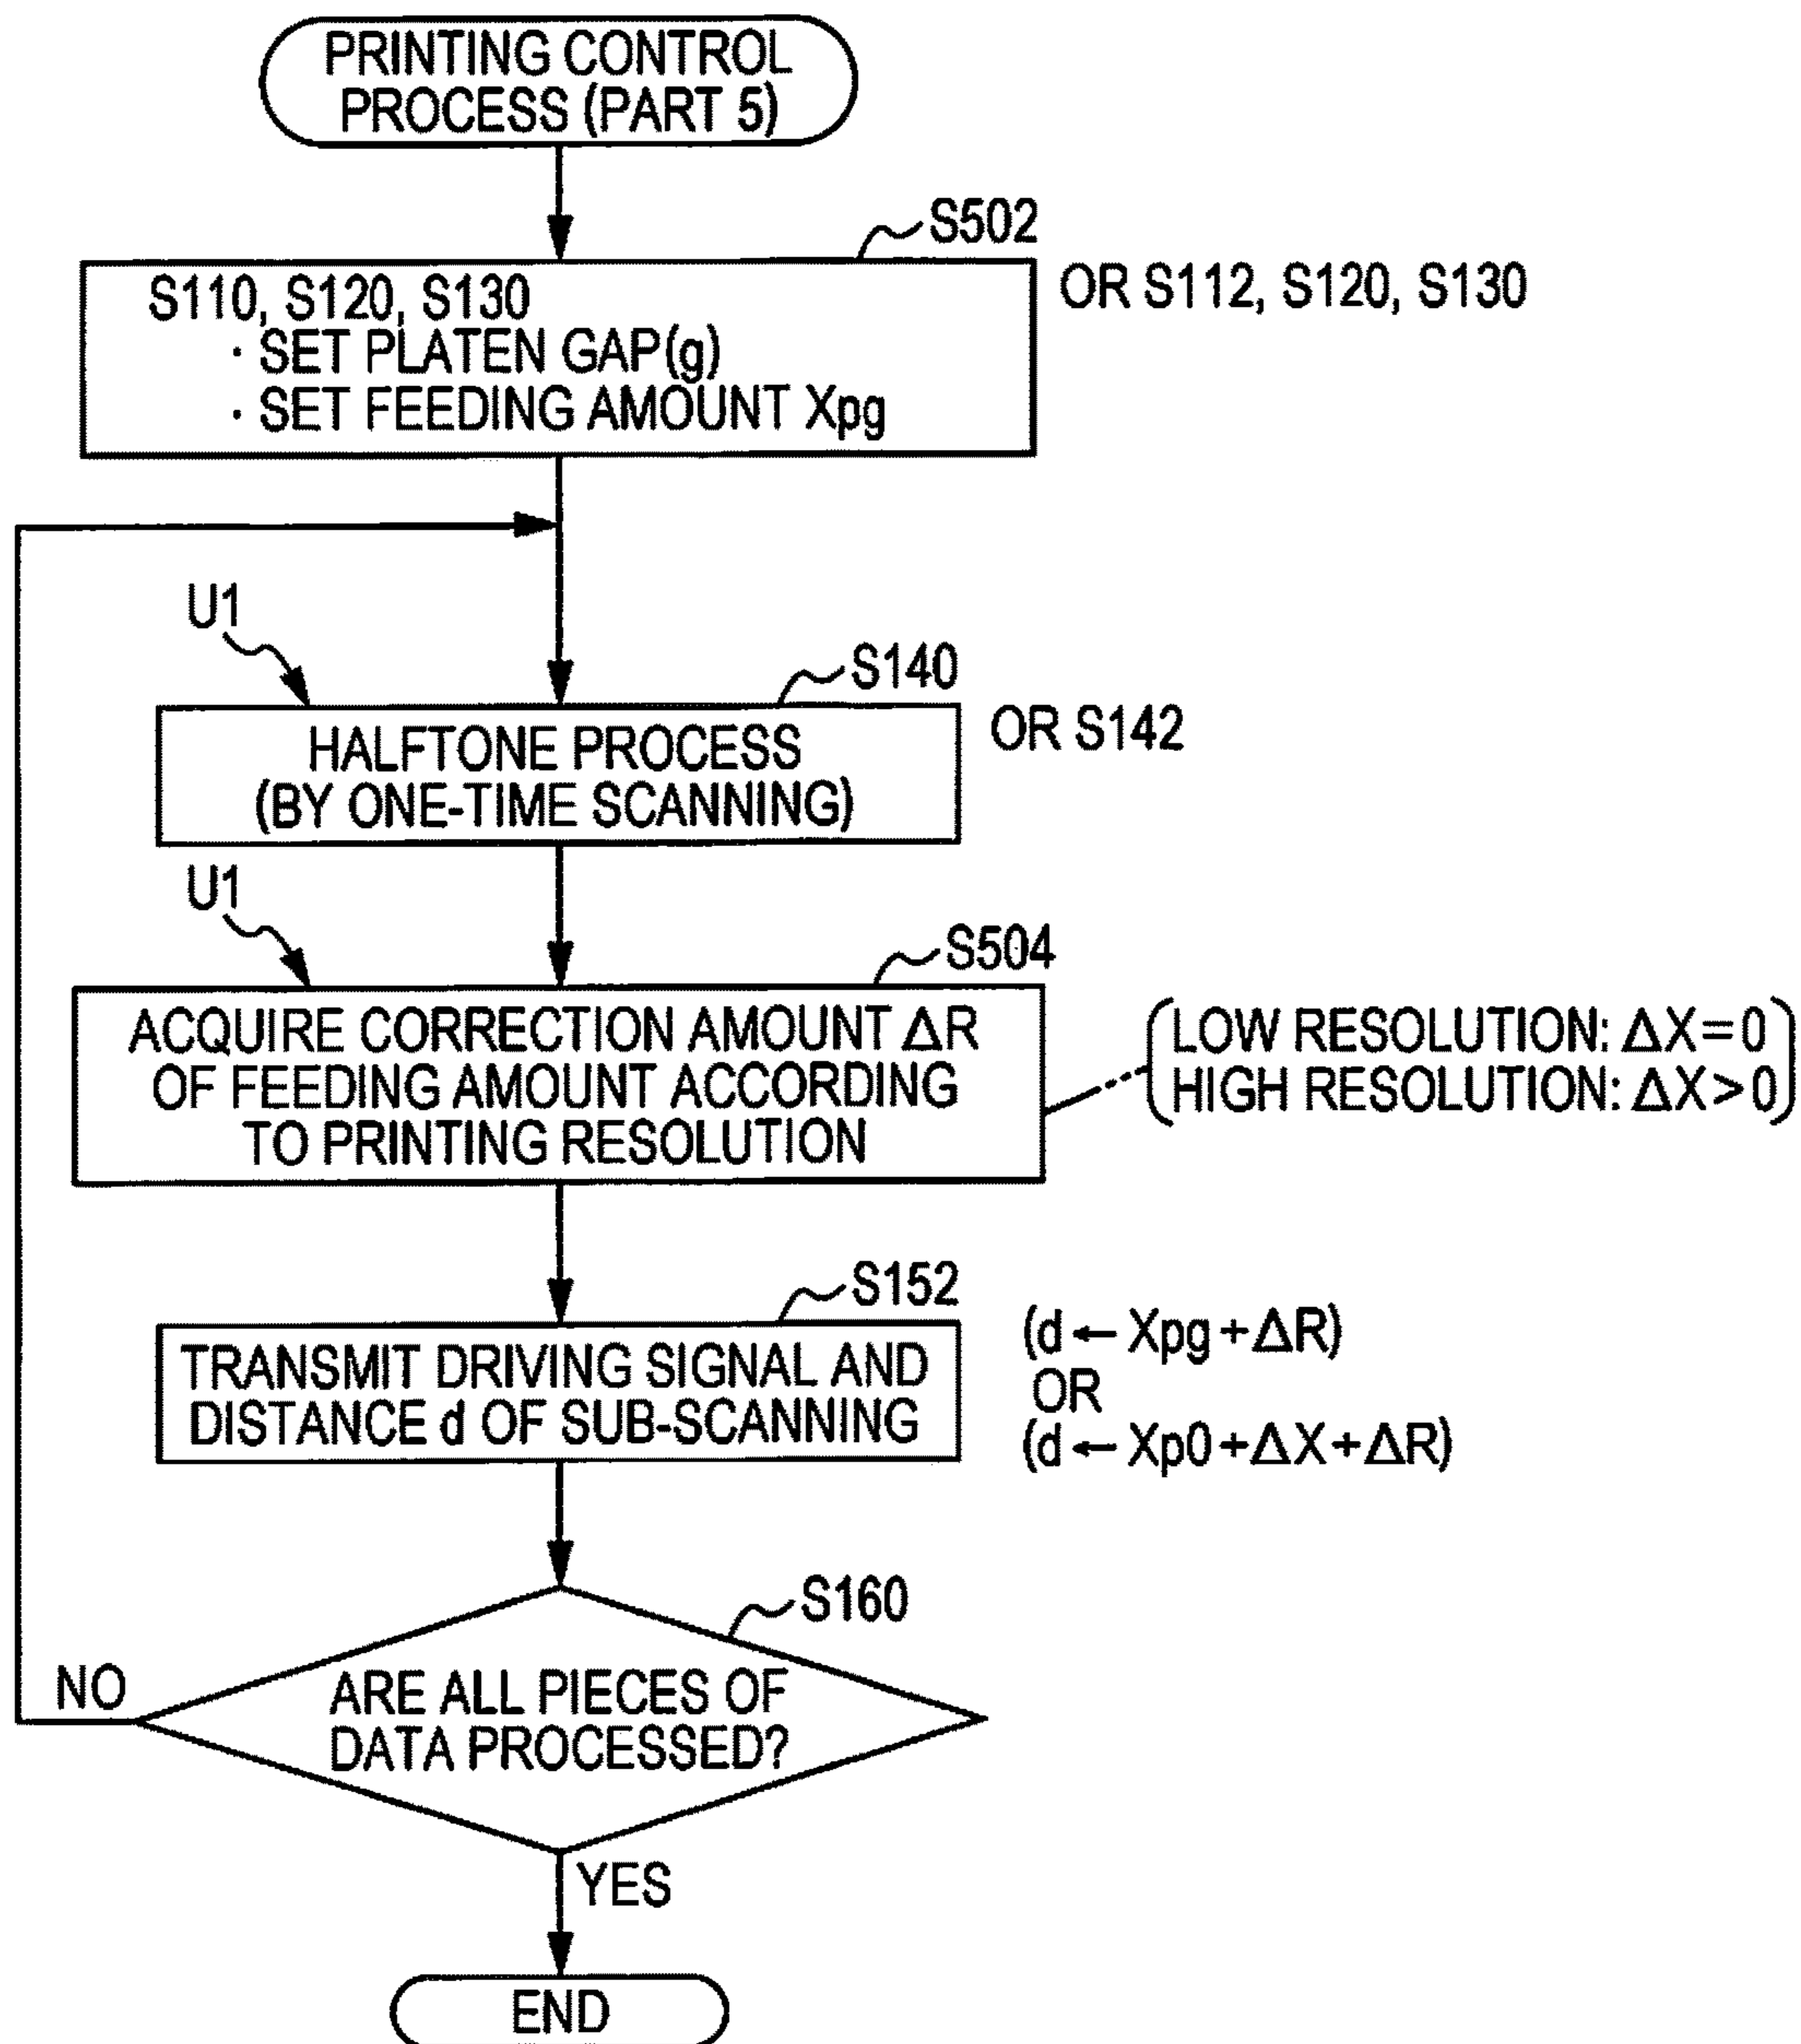 PRINTING CONTROL
PROCESS (PART 5)
S502
S110, S120, S130
· SET PLATEN GAP(g)
· SET FEEDING AMOUNT Xpg
OR S112, S120, S130
U1
S140
HALFTONE PROCESS
(BY ONE-TIME SCANNING)
OR S142
U1
S504
ACQUIRE CORRECTION AMOUNT ΔR
OF FEEDING AMOUNT ACCORDING
TO PRINTING RESOLUTION
LOW RESOLUTION: ΔX=0
HIGH RESOLUTION: ΔX>0
S152
TRANSMIT DRIVING SIGNAL AND
DISTANCE d OF SUB-SCANNING
(d ← Xpg+ΔR)
OR
(d ← Xp0+ΔX+ΔR)
S160
ARE ALL PIECES OF
DATA PROCESSED?
NO
YES
END